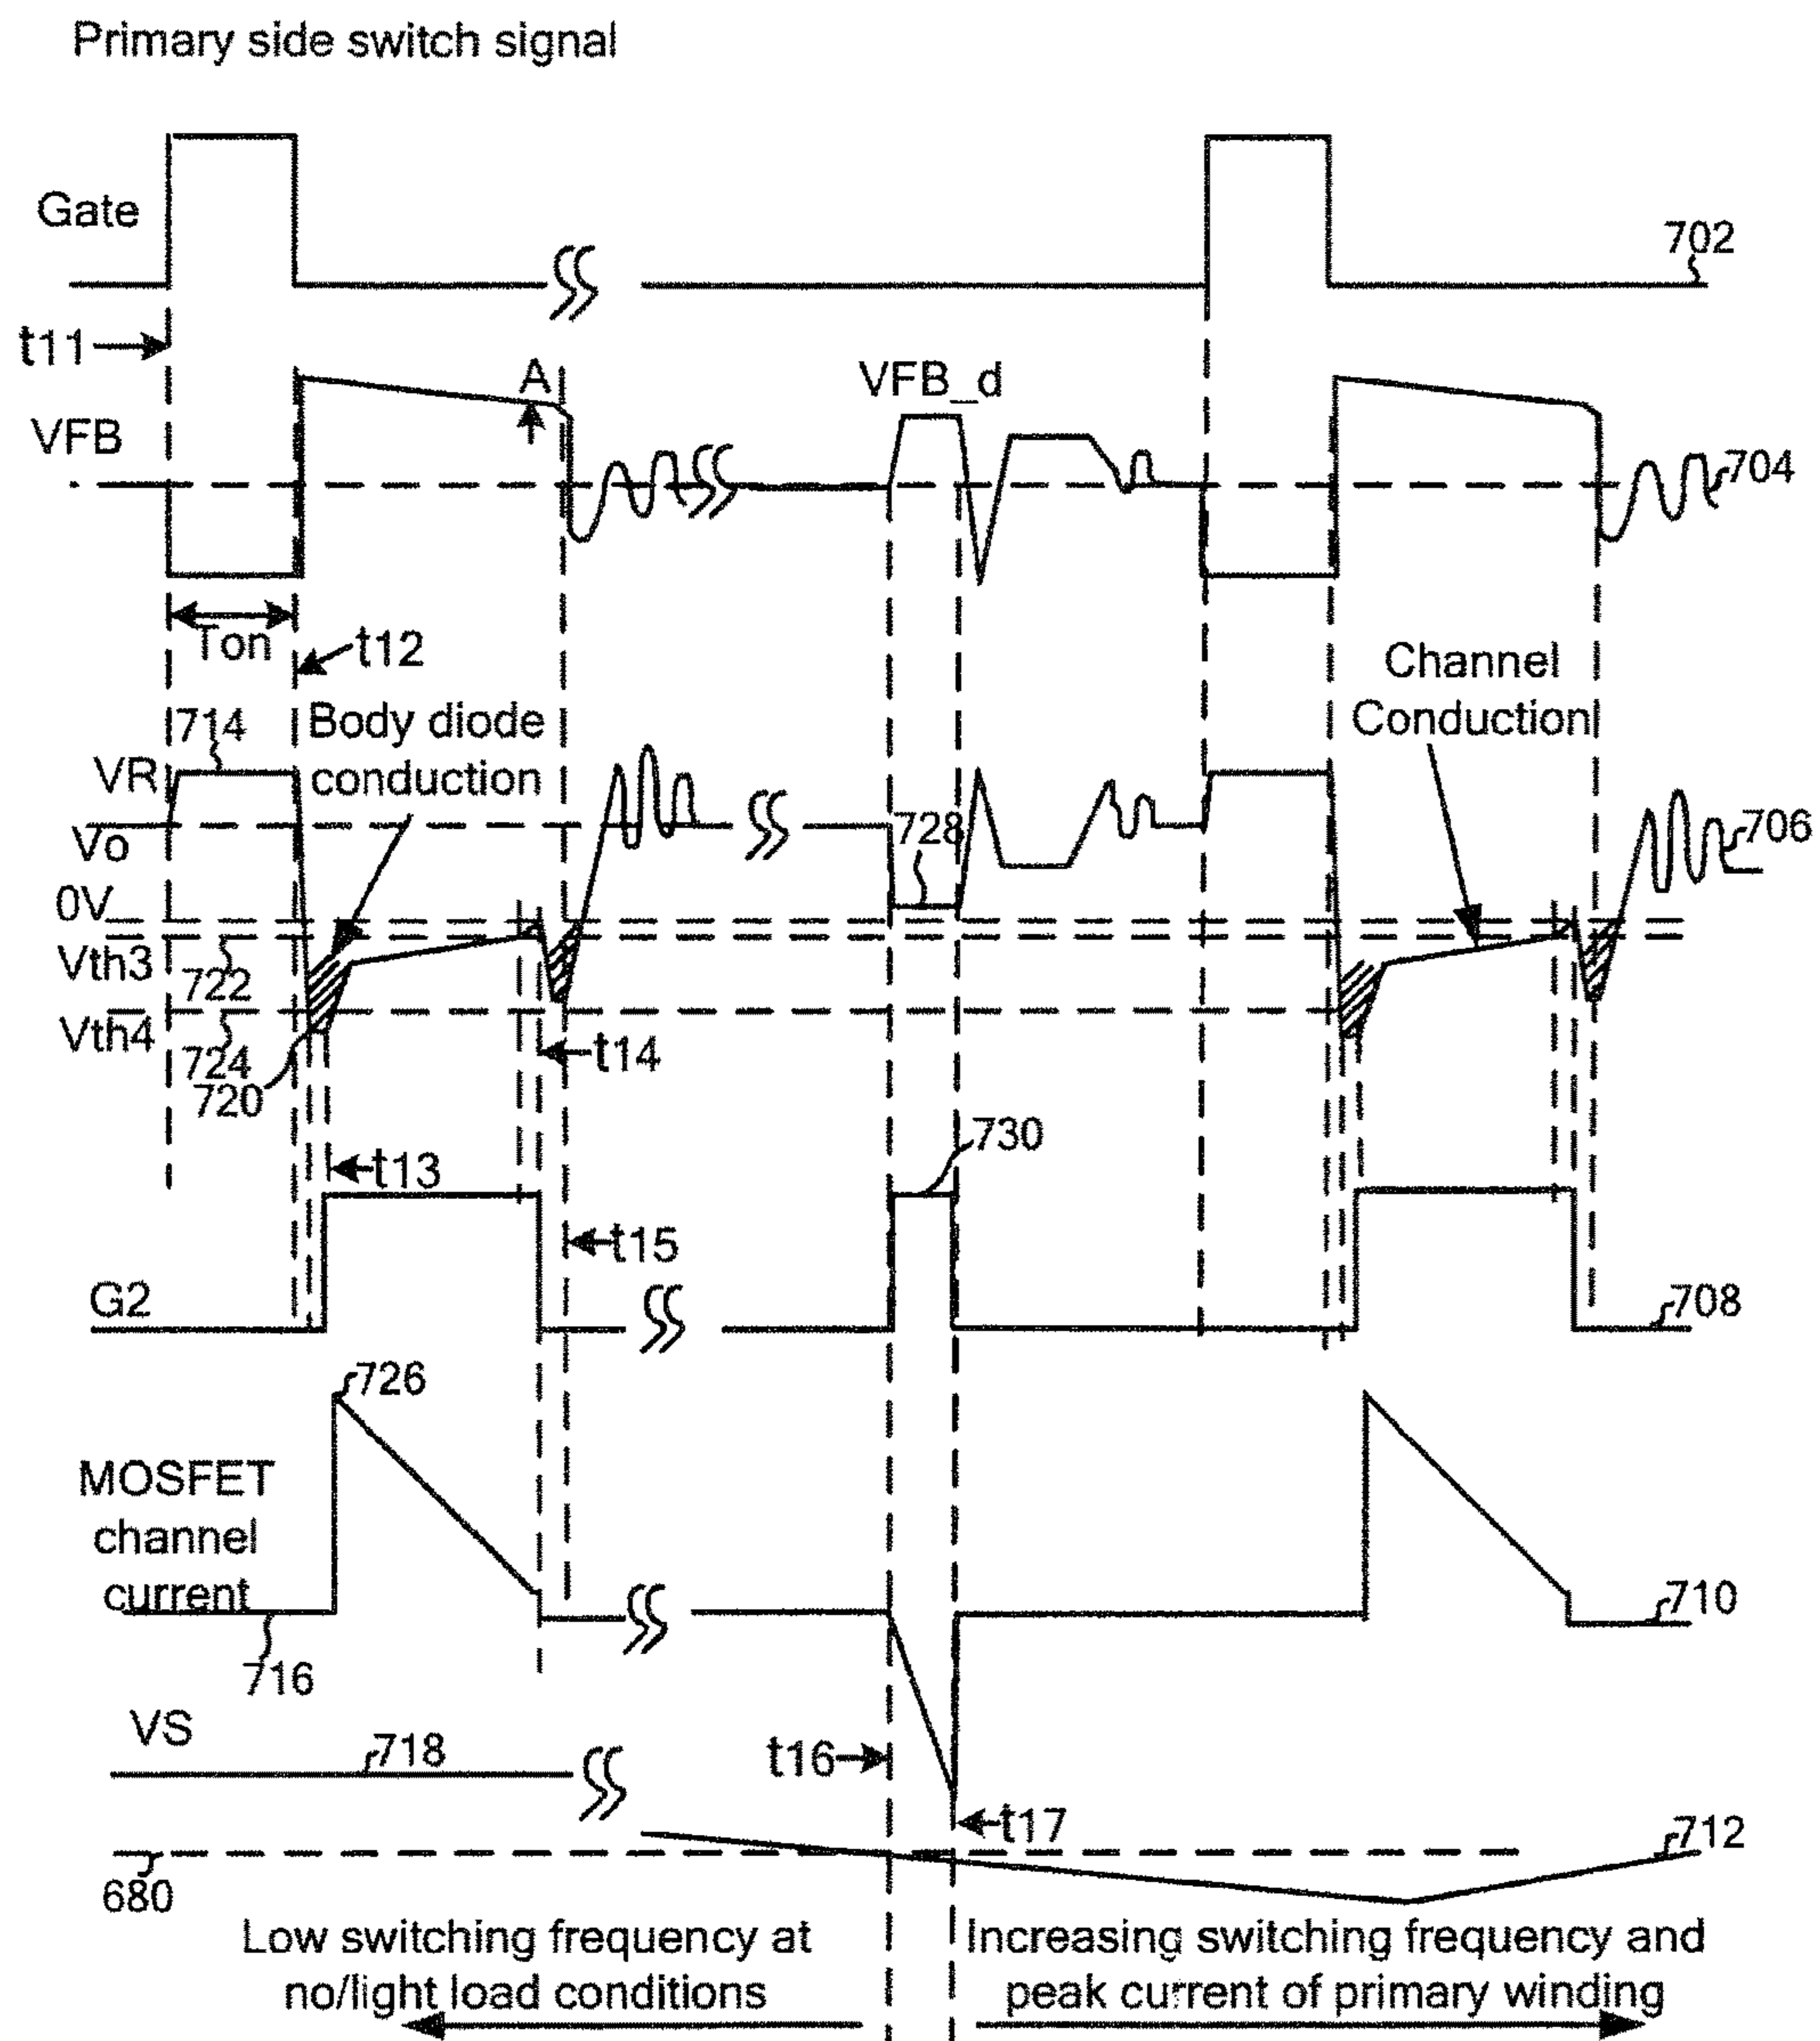 Primary side switch signal
Gate
702
t11
A
VFB_d
VFB
704
Ton
t12
Channel
Conduction
714
Body diode
conduction
VR
Vo
728
706
0V
Vth3
722
Vth4
724
720
t14
730
t13
t15
G2
708
726
MOSFET
channel
current
710
716
VS
718
t16
t17
712
680
Low switching frequency at
no/light load conditions
Increasing switching frequency and
peak current of primary winding